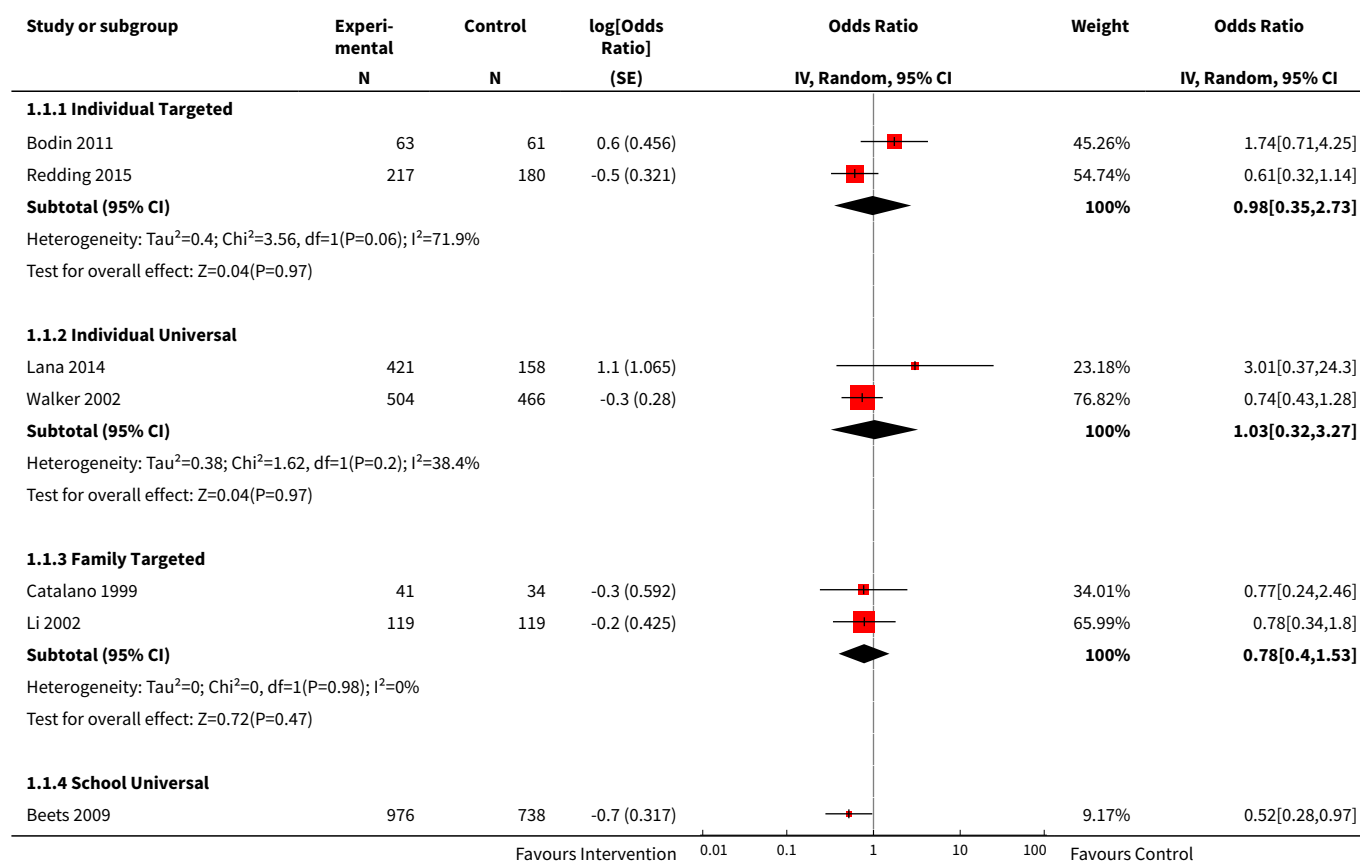 Study or subgroup Experi- Control log[Odds Odds Ratio Weight Odds Ratio
mental Ratio]
N N (SE) IV, Random, 95% CI IV, Random, 95% CI
1.1.1 Individual Targeted
Bodin 2011 63 61 0.6 (0.456) 45.26% 1.74[0.71,4.25]
Redding 2015 217 180 -0.5 (0.321) 54.74% 0.61[0.32,1.14]
Subtotal (95% CI) 100% 0.98[0.35,2.73]
Heterogeneity: Tau²=0.4; Chi²=3.56, df=1(P=0.06); I²=71.9%
Test for overall effect: Z=0.04(P=0.97)
1.1.2 Individual Universal
Lana 2014 421 158 1.1 (1.065) 23.18% 3.01[0.37,24.3]
Walker 2002 504 466 -0.3 (0.28) 76.82% 0.74[0.43,1.28]
Subtotal (95% CI) 100% 1.03[0.32,3.27]
Heterogeneity: Tau²=0.38; Chi²=1.62, df=1(P=0.2); I²=38.4%
Test for overall effect: Z=0.04(P=0.97)
1.1.3 Family Targeted
Catalano 1999 41 34 -0.3 (0.592) 34.01% 0.77[0.24,2.46]
Li 2002 119 119 -0.2 (0.425) 65.99% 0.78[0.34,1.8]
Subtotal (95% CI) 100% 0.78[0.4,1.53]
Heterogeneity: Tau²=0; Chi²=0, df=1(P=0.98); I²=0%
Test for overall effect: Z=0.72(P=0.47)
1.1.4 School Universal
Beets 2009 976 738 -0.7 (0.317) 9.17% 0.52[0.28,0.97]
Favours Intervention 0.01 0.1 1 10 100 Favours Control